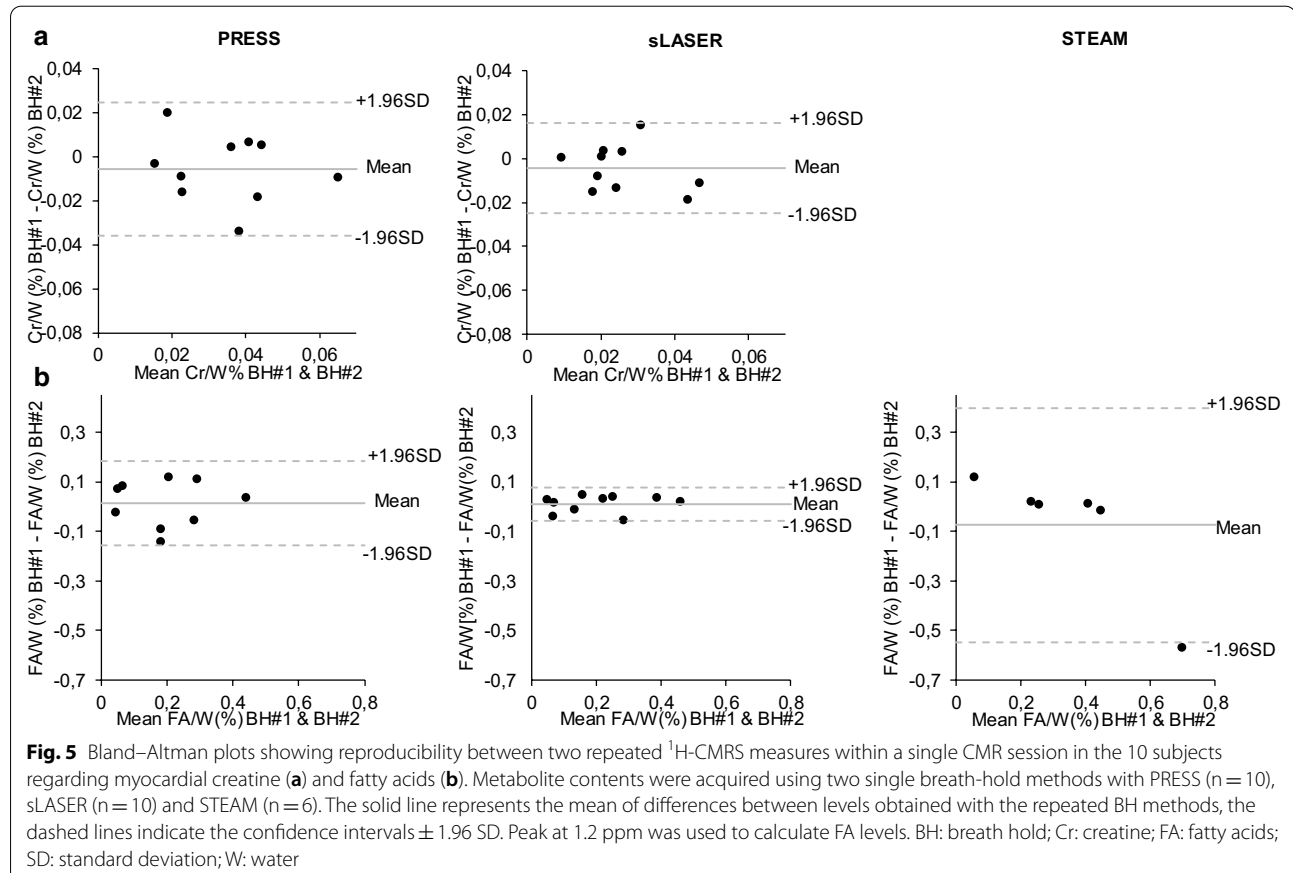 a
PRESS sLASER STEAM
Cr/W (%) BH#1 - Cr/W (%) BH#2
0,04
0,02
0
-0,02
-0,04
-0,06
-0,08
+1.96SD
Mean
-1.96SD
0 0,02 0,04 0,06
Mean Cr/W% BH#1 & BH#2
Cr/W (%) BH#1 - Cr/W (%) BH#2
0,04
0,02
0
-0,02
-0,04
-0,06
-0,08
+1.96SD
Mean
-1.96SD
0 0,02 0,04 0,06
Mean Cr/W% BH#1 & BH#2
b
FA/W (%) BH#1 - FA/W (%) BH#2
0,3
0,1
-0,1
-0,3
-0,5
-0,7
+1.96SD
Mean
-1.96SD
0 0,2 0,4 0,6 0,8
Mean FA/W(%) BH#1 & BH#2
FA/W[%) BH#1 - FA/W(%) BH#2
0,3
0,1
-0,1
-0,3
-0,5
-0,7
+1.96SD
Mean
-1.96SD
0 0,2 0,4 0,6 0,8
Mean FA/W(%) BH#1 & BH#2
FA/W (%) BH#1 - FA/W (%) BH#2
0,3
0,1
-0,1
-0,3
-0,5
-0,7
+1.96SD
Mean
-1.96SD
0 0,2 0,4 0,6 0,8
Mean FA/W(%) BH#1 & BH#2
Fig. 5 Bland–Altman plots showing reproducibility between two repeated ¹H-CMRS measures within a single CMR session in the 10 subjects
regarding myocardial creatine (a) and fatty acids (b). Metabolite contents were acquired using two single breath-hold methods with PRESS (n = 10),
sLASER (n = 10) and STEAM (n = 6). The solid line represents the mean of differences between levels obtained with the repeated BH methods, the
dashed lines indicate the confidence intervals ± 1.96 SD. Peak at 1.2 ppm was used to calculate FA levels. BH: breath hold; Cr: creatine; FA: fatty acids;
SD: standard deviation; W: water